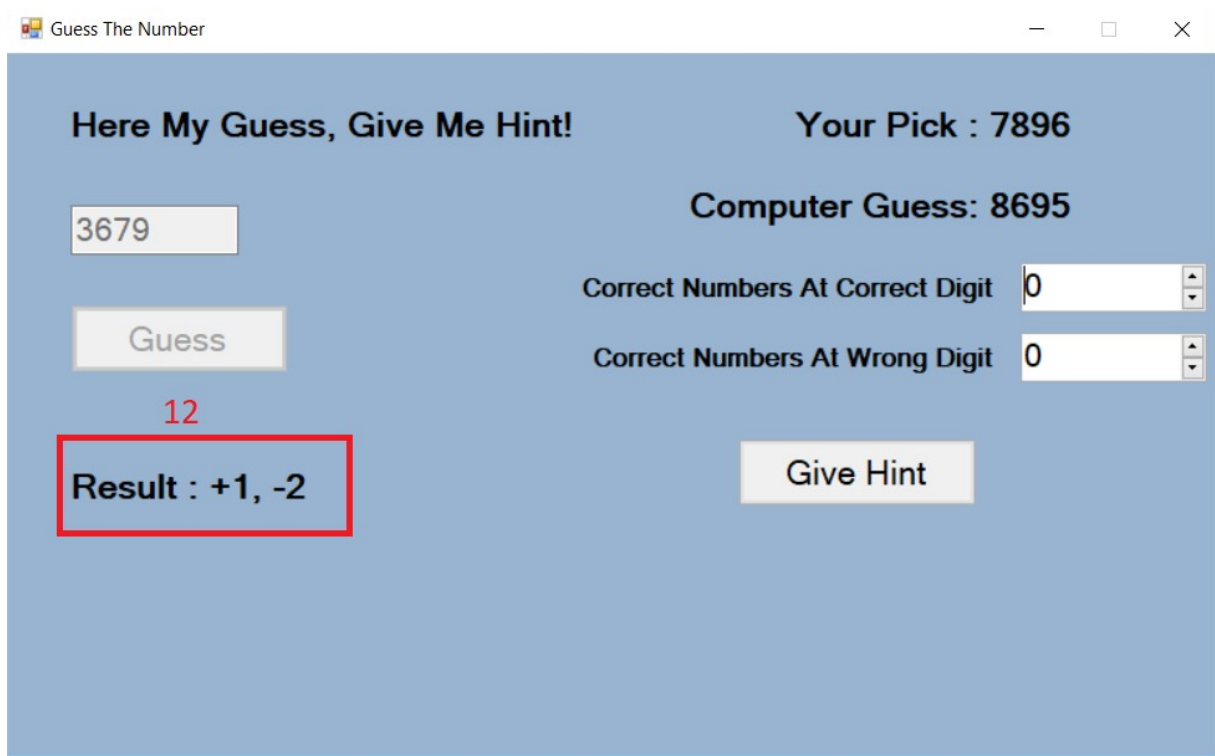 Guess The Number
Here My Guess, Give Me Hint!
Your Pick : 7896
Computer Guess: 8695
3679
Correct Numbers At Correct Digit 0
Guess
Correct Numbers At Wrong Digit 0
12
Result : +1, -2
Give Hint